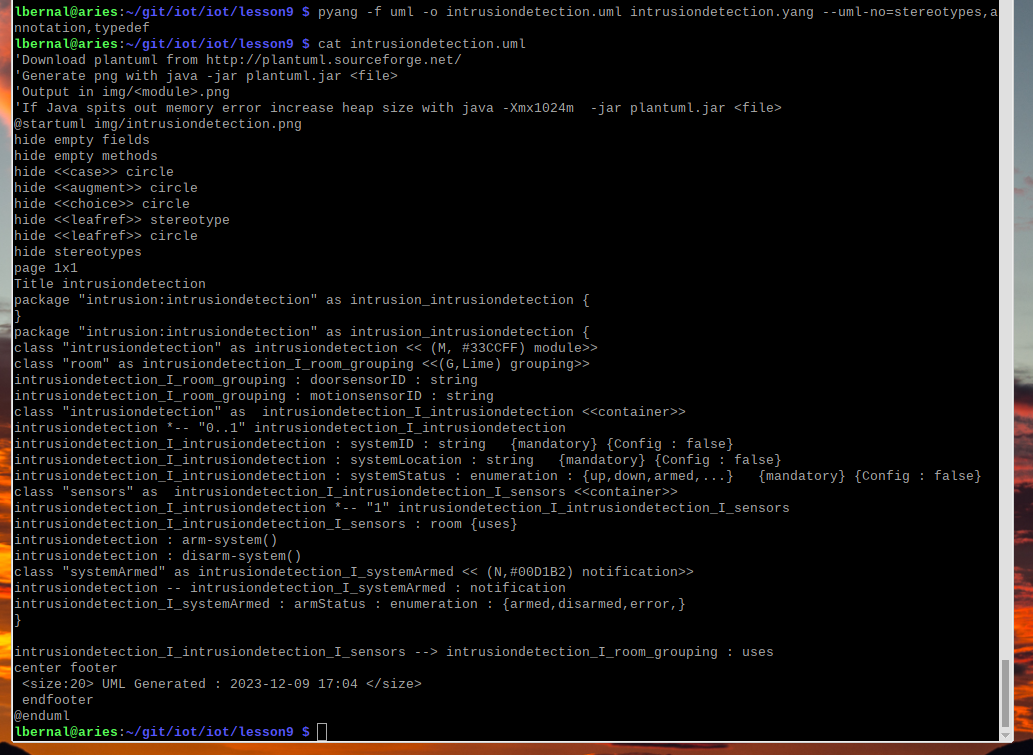 lbernal@aries:~/git/iot/iot/lesson9 $ pyang -f uml -o intrusiondetection.uml intrusiondetection.yang --uml-no=stereotypes,a
nnotation,typedef
lbernal@aries:~/git/iot/iot/lesson9 $ cat intrusiondetection.uml
'Download plantuml from http://plantuml.sourceforge.net/
'Generate png with java -jar plantuml.jar <file>
'Output in img/<module>.png
'If Java spits out memory error increase heap size with java -Xmx1024m  -jar plantuml.jar <file>
@startuml img/intrusiondetection.png
hide empty fields
hide empty methods
hide <<case>> circle
hide <<augment>> circle
hide <<choice>> circle
hide <<leafref>> stereotype
hide <<leafref>> circle
hide stereotypes
page 1x1
Title intrusiondetection
package "intrusion:intrusiondetection" as intrusion_intrusiondetection {
}
package "intrusion:intrusiondetection" as intrusion_intrusiondetection {
class "intrusiondetection" as intrusiondetection << (M, #33CCFF) module>>
class "room" as intrusiondetection_I_room_grouping <<(G,Lime) grouping>>
intrusiondetection_I_room_grouping : doorsensorID : string
intrusiondetection_I_room_grouping : motionsensorID : string
class "intrusiondetection" as  intrusiondetection_I_intrusiondetection <<container>>
intrusiondetection *-- "0..1" intrusiondetection_I_intrusiondetection
intrusiondetection_I_intrusiondetection : systemID : string   {mandatory} {Config : false}
intrusiondetection_I_intrusiondetection : systemLocation : string   {mandatory} {Config : false}
intrusiondetection_I_intrusiondetection : systemStatus : enumeration : {up,down,armed,...}   {mandatory} {Config : false}
class "sensors" as  intrusiondetection_I_intrusiondetection_I_sensors <<container>>
intrusiondetection_I_intrusiondetection *-- "1" intrusiondetection_I_intrusiondetection_I_sensors
intrusiondetection_I_intrusiondetection_I_sensors : room {uses}
intrusiondetection : arm-system()
intrusiondetection : disarm-system()
class "systemArmed" as intrusiondetection_I_systemArmed << (N,#00D1B2) notification>>
intrusiondetection -- intrusiondetection_I_systemArmed : notification
intrusiondetection_I_systemArmed : armStatus : enumeration : {armed,disarmed,error,}
}

intrusiondetection_I_intrusiondetection_I_sensors --> intrusiondetection_I_room_grouping : uses
center footer
 <size:20> UML Generated : 2023-12-09 17:04 </size>
 endfooter
@enduml
lbernal@aries:~/git/iot/iot/lesson9 $